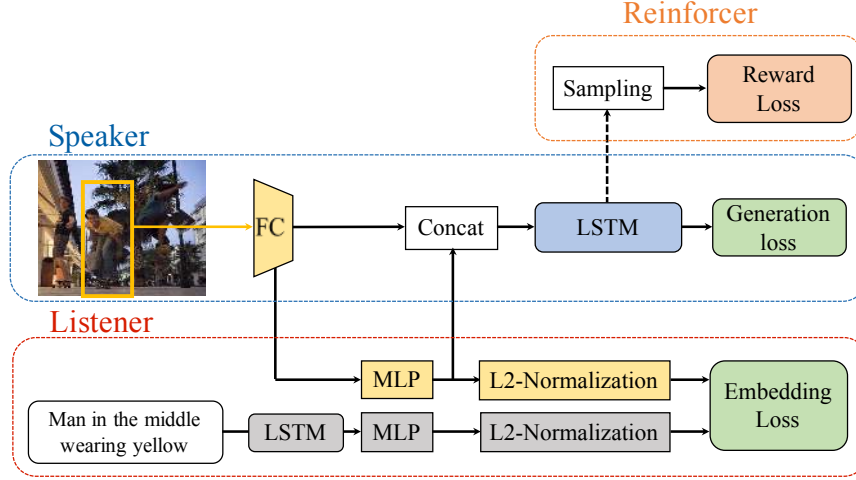 Reinforcer
Sampling
Reward
Loss
Speaker
FC
Concat
LSTM
Generation
loss
Listener
MLP
L2-Normalization
Embedding
Loss
Man in the middle
wearing yellow
LSTM
MLP
L2-Normalization